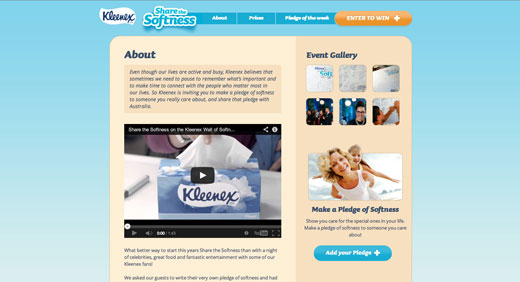 Kleenex
Share the
Softness
About
Prizes
Pledge of the week
ENTER TO WIN
About
Even though our lives are active and busy, Kleenex believes that
sometimes we need to pause to remember what's important and
to make time to connect with the people who matter most in
our lives. So Kleenex is inviting you to make a pledge of softness
to someone you really care about, and share that pledge with
Australia.
Share the Softness on the Kleenex Wall of Softn...
Kleenex
0:00 / 1:43
YouTube
What better way to start this years Share the Softness than with a night
of celebrities, great food and fantastic entertainment with some of our
Kleenex fans!
We asked our guests to write their very own pledge of softness and had
Event Gallery
Make a Pledge of Softness
Show you care for the special ones in your life.
Make a pledge of softness to someone you care
about!
Add your Pledge